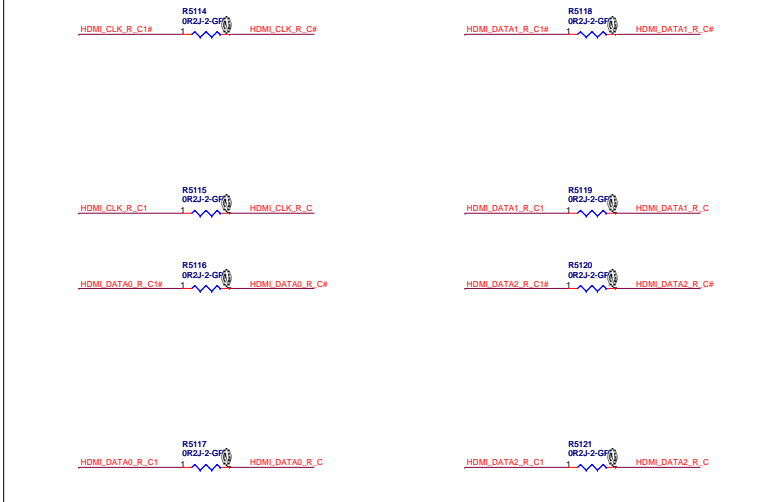 R5114
0R2J-2-GP
HDMI_CLK_R_C1# 1 HDMI_CLK_R_C#
R5118
0R2J-2-GP
HDMI_DATA1_R_C1# 1 HDMI_DATA1_R_C#
R5115
0R2J-2-GP
HDMI_CLK_R_C1 1 HDMI_CLK_R_C
R5119
0R2J-2-GP
HDMI_DATA1_R_C1 1 HDMI_DATA1_R_C
R5116
0R2J-2-GP
HDMI_DATA0_R_C1# 1 HDMI_DATA0_R_C#
R5120
0R2J-2-GP
HDMI_DATA2_R_C1# 1 HDMI_DATA2_R_C#
R5117
0R2J-2-GP
HDMI_DATA0_R_C1 1 HDMI_DATA0_R_C
R5121
0R2J-2-GP
HDMI_DATA2_R_C1 1 HDMI_DATA2_R_C